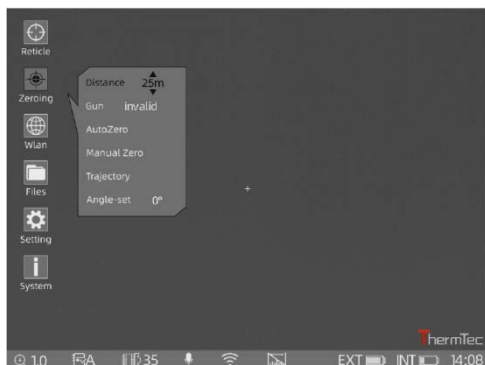 Reticle
Zeroing
Wlan
Files
Setting
System
Distance 25m
Gun invalid
AutoZero
Manual Zero
Trajectory
Angle-set 0°
ThermTec
1.0 A 35 EXT INT 14:08